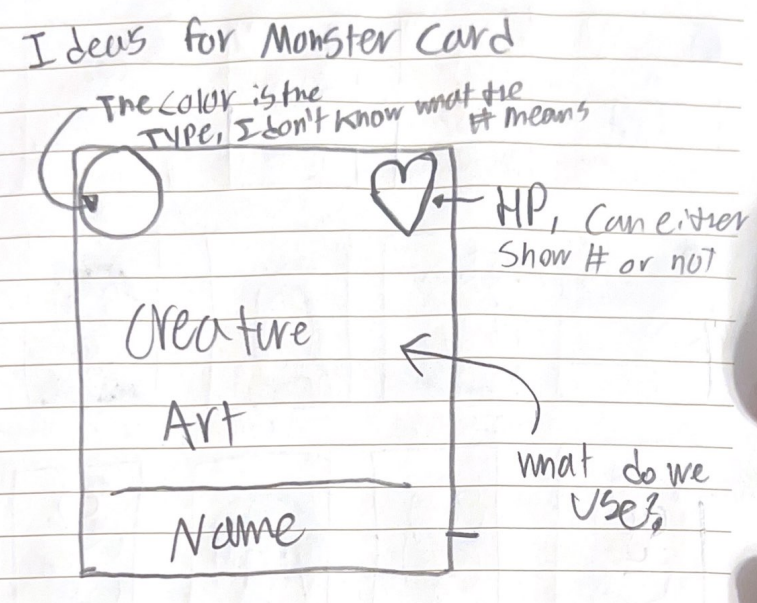 Ideas for Monster Card
The color is the
TYPE, I don't know what the
# means
HP, Can either
Show # or not
Creature
Art
what do we
use?
Name